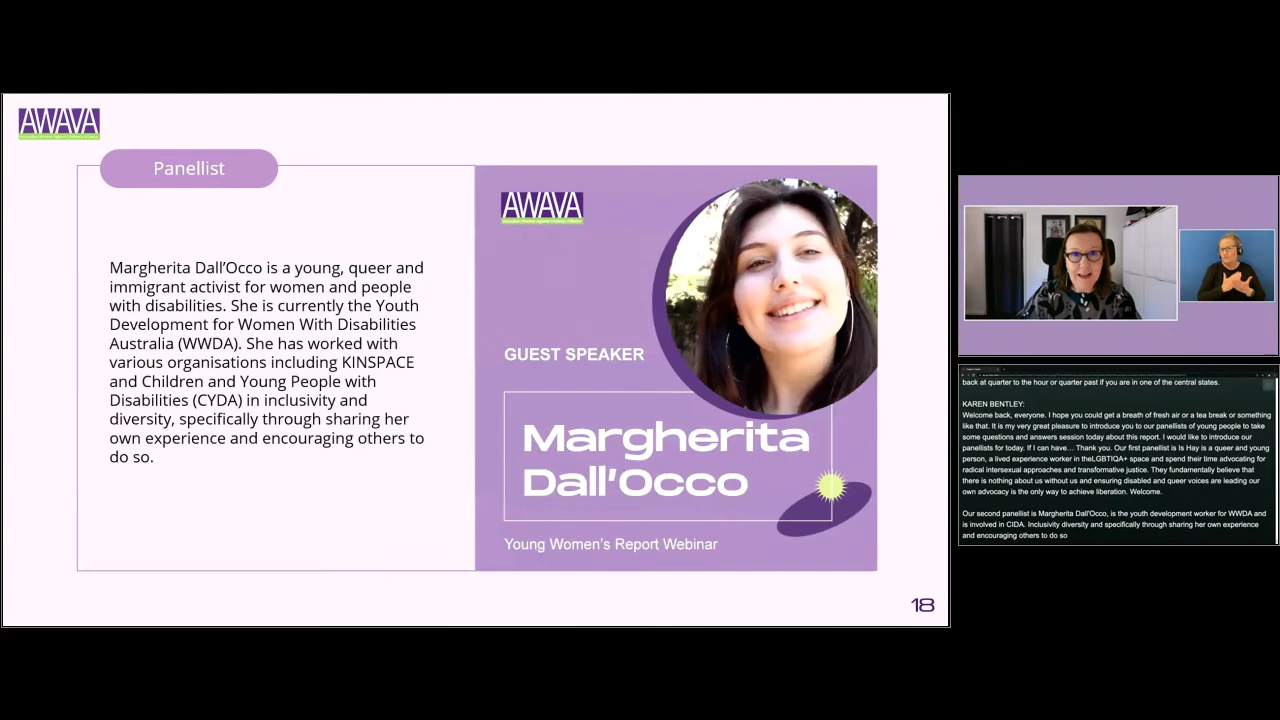 AWAVA
Panellist
Margherita Dall’Occo is a young, queer and
immigrant activist for women and people
with disabilities. She is currently the Youth
Development for Women With Disabilities
Australia (WWDA). She has worked with
various organisations including KINSPACE
and Children and Young People with
Disabilities (CYDA) in inclusivity and
diversity, specifically through sharing her
own experience and encouraging others to
do so.
AWAVA
GUEST SPEAKER
Margherita
Dall’Occo
Young Women’s Report Webinar
18
back at quarter to the hour or quarter past if you are in one of the central states.
KAREN BENTLEY:
Welcome back, everyone. I hope you could get a breath of fresh air or a tea break or something
like that. It is my very great pleasure to introduce you to our panellists of young people to take
some questions and answers session today about this report. I would like to introduce our
panellists for today. If I can have… Thank you. Our first panellist is Is Hay is a queer and young
person, a lived experience worker in theLGBTIQA+ space and spend their time advocating for
radical intersexual approaches and transformative justice. They fundamentally believe that
there is nothing about us without us and ensuring disabled and queer voices are leading our
own advocacy is the only way to achieve liberation. Welcome.
Our second panellist is Margherita Dall'Occo, is the youth development worker for WWDA and
is involved in CIDA. Inclusivity diversity and specifically through sharing her own experience
and encouraging others to do so